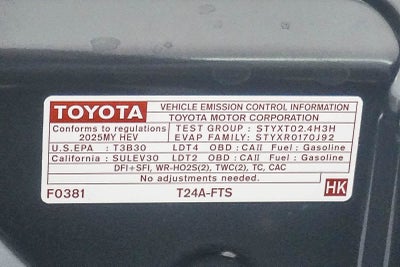 TOYOTA
VEHICLE EMISSION CONTROL INFORMATION
TOYOTA MOTOR CORPORATION
Conforms to regulations
2025MY HEV
TEST GROUP : STYXT02.4H3H
EVAP FAMILY: STYXR0170J92
U.S.EPA : T3B30 LDT4 OBD : CAII Fuel : Gasoline
California : SULEV30 LDT2 OBD : CAII Fuel : Gasoline
DFI+SFI, WR-HO2S(2), TWC(2), TC, CAC
No adjustments needed.
F0381 T24A-FTS HK